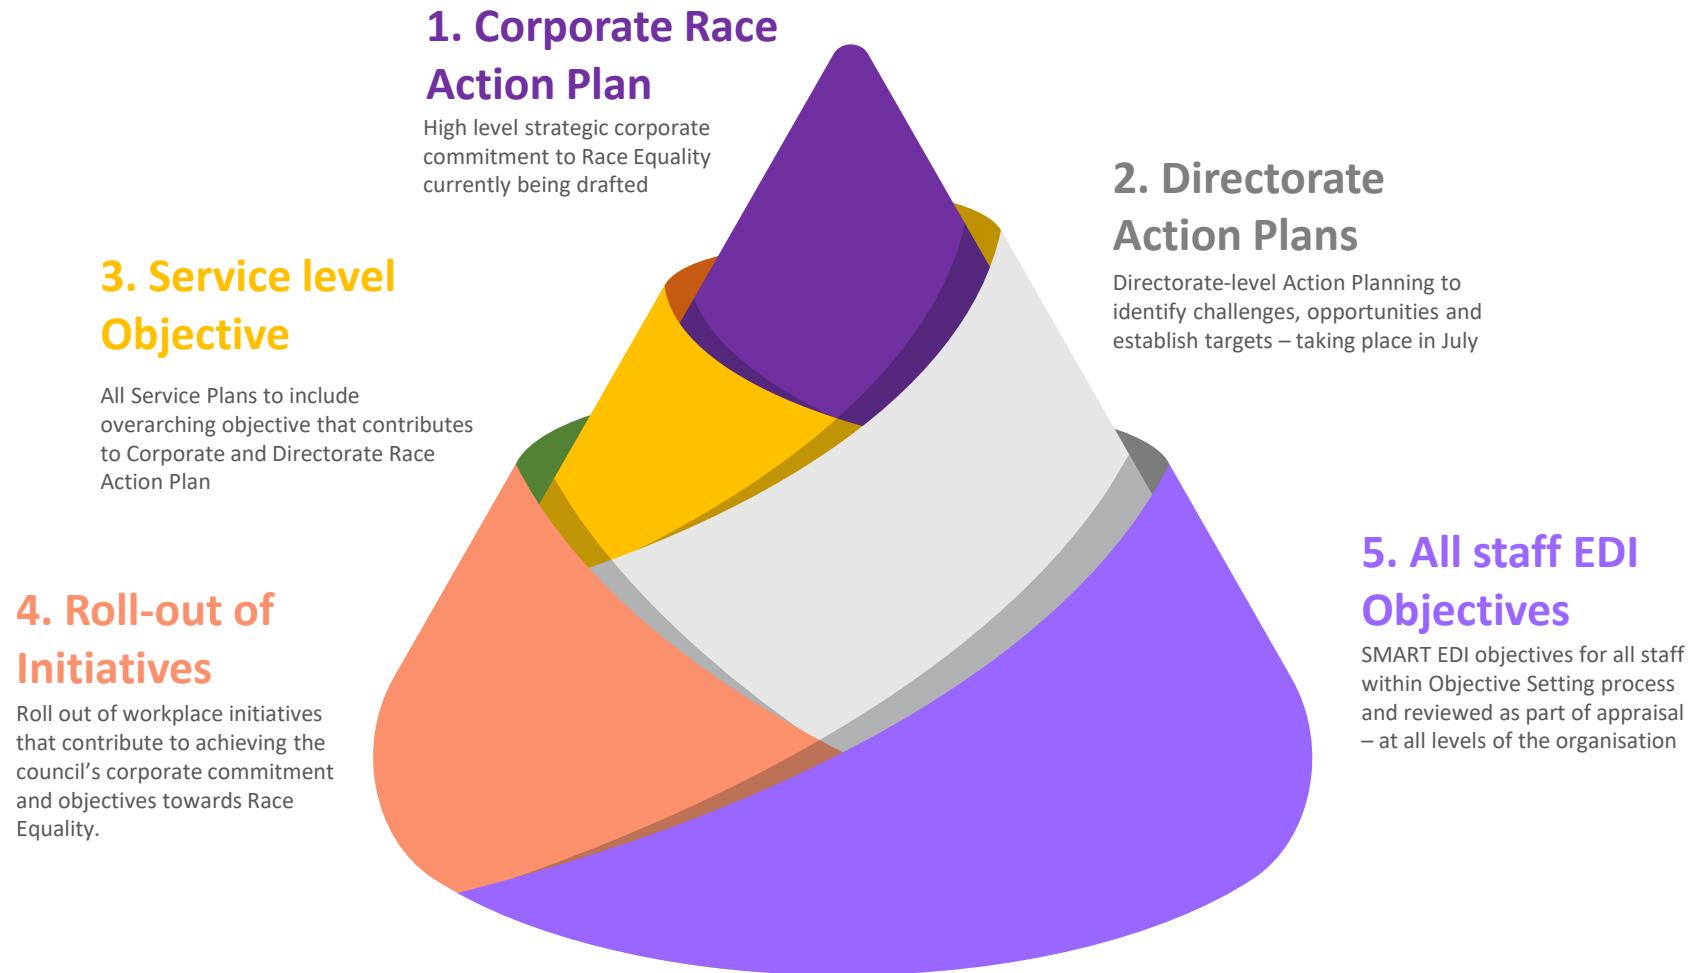 1. Corporate Race
Action Plan
High level strategic corporate
commitment to Race Equality
currently being drafted
2. Directorate
Action Plans
Directorate-level Action Planning to
identify challenges, opportunities and
establish targets – taking place in July
3. Service level
Objective
All Service Plans to include
overarching objective that contributes
to Corporate and Directorate Race
Action Plan
4. Roll-out of
Initiatives
Roll out of workplace initiatives
that contribute to achieving the
council’s corporate commitment
and objectives towards Race
Equality.
5. All staff EDI
Objectives
SMART EDI objectives for all staff
within Objective Setting process
and reviewed as part of appraisal
– at all levels of the organisation